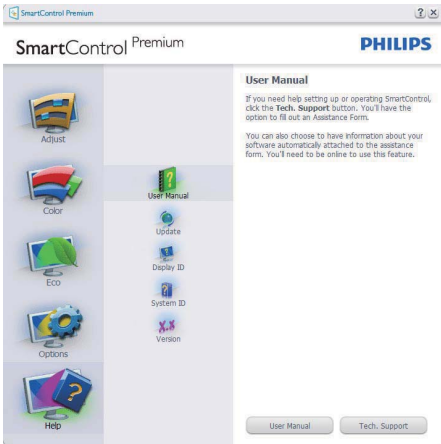 SmartControl Premium
SmartControl Premium
PHILIPS
Adjust
Color
Eco
Options
Help
User Manual
Update
Display ID
System ID
Version
User Manual
If you need help setting up or operating SmartControl,
click the Tech. Support button. You'll have the
option to fill out an Assistance Form.
You can also choose to have information about your
software automatically attached to the assistance
form. You'll need to be online to use this feature.
User Manual
Tech. Support